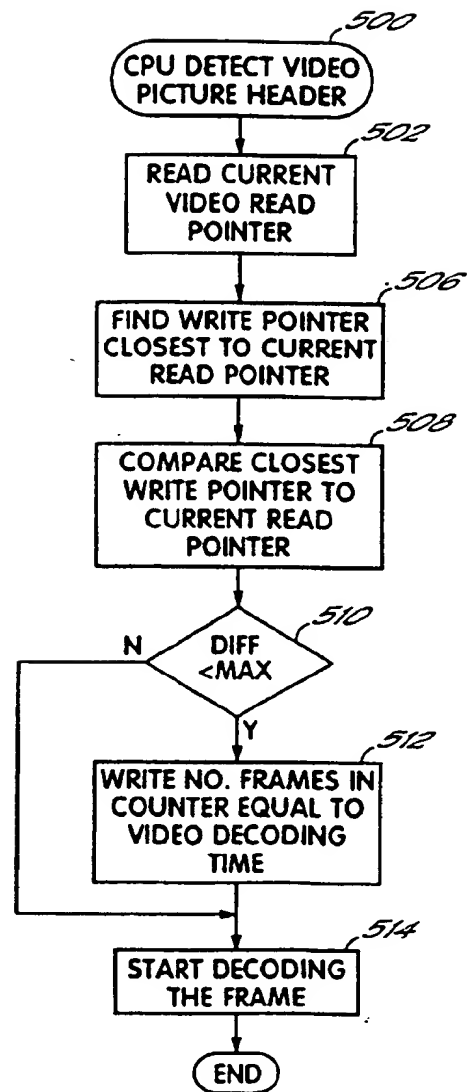 500
CPU DETECT VIDEO
PICTURE HEADER
502
READ CURRENT
VIDEO READ
POINTER
506
FIND WRITE POINTER
CLOSEST TO CURRENT
READ POINTER
508
COMPARE CLOSEST
WRITE POINTER TO
CURRENT READ
POINTER
510
N
DIFF
<MAX
Y
512
WRITE NO. FRAMES IN
COUNTER EQUAL TO
VIDEO DECODING
TIME
514
START DECODING
THE FRAME
END